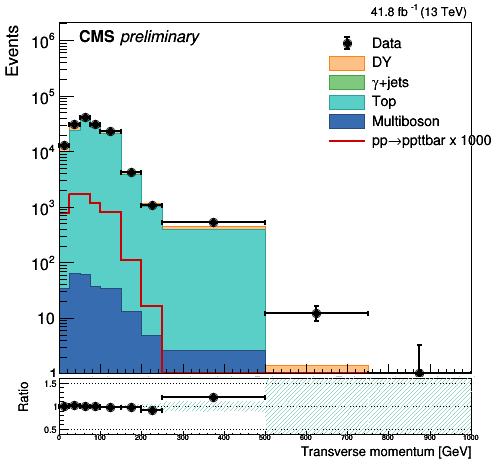 41.8 fb⁻¹ (13 TeV)
CMS preliminary
Events
10⁶
10⁵
10⁴
10³
10²
10
1
Data
DY
γ+jets
Top
Multiboson
pp→ppttbar x 1000
Ratio
1.5
1
0.5
0 100 200 300 400 500 600 700 800 900 1000
Transverse momentum [GeV]